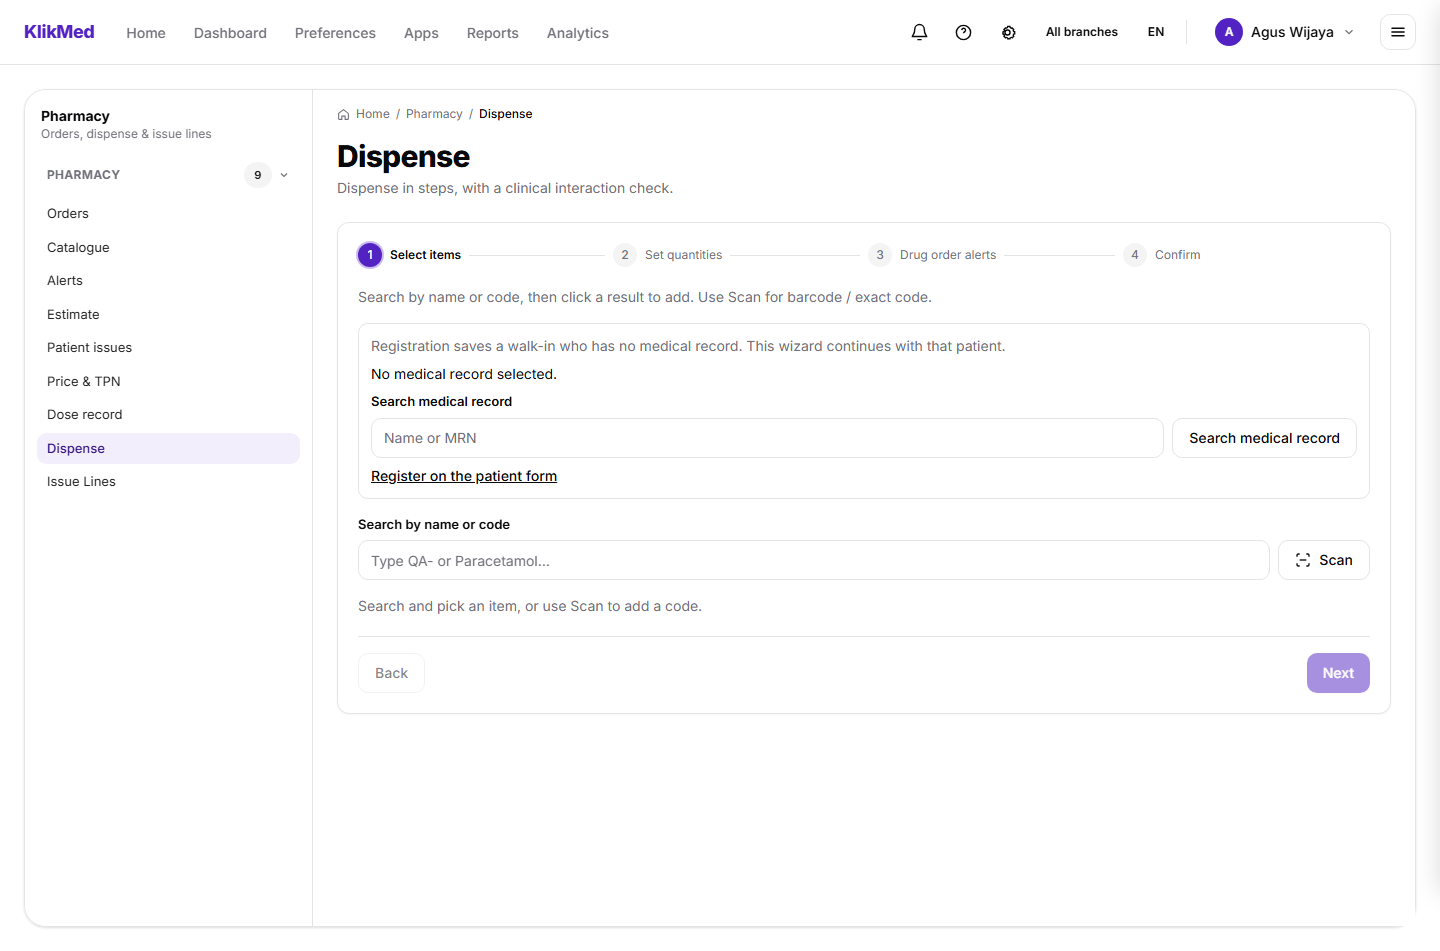 KlikMed
Home
Dashboard
Preferences
Apps
Reports
Analytics
All branches
EN
A
Agus Wijaya
Pharmacy
Orders, dispense & issue lines
PHARMACY
9
Orders
Catalogue
Alerts
Estimate
Patient issues
Price & TPN
Dose record
Dispense
Issue Lines
Home / Pharmacy / Dispense
Dispense
Dispense in steps, with a clinical interaction check.
1 Select items
2 Set quantities
3 Drug order alerts
4 Confirm
Search by name or code, then click a result to add. Use Scan for barcode / exact code.
Registration saves a walk-in who has no medical record. This wizard continues with that patient.
No medical record selected.
Search medical record
Name or MRN
Search medical record
Register on the patient form
Search by name or code
Type QA- or Paracetamol...
Scan
Search and pick an item, or use Scan to add a code.
Back
Next